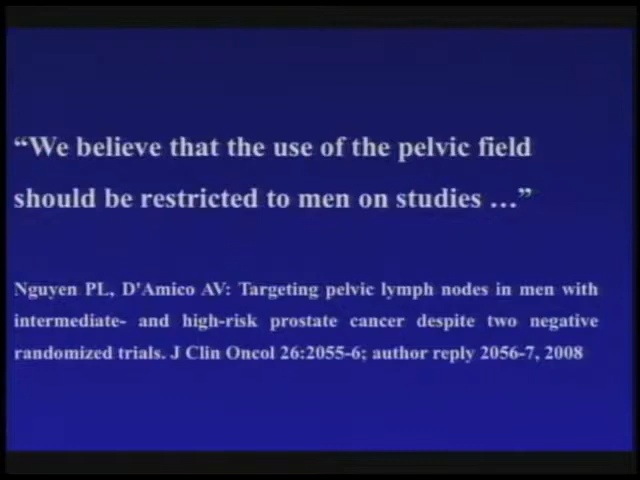 “We believe that the use of the pelvic field
should be restricted to men on studies …”
Nguyen PL, D'Amico AV: Targeting pelvic lymph nodes in men with
intermediate- and high-risk prostate cancer despite two negative
randomized trials. J Clin Oncol 26:2055-6; author reply 2056-7, 2008